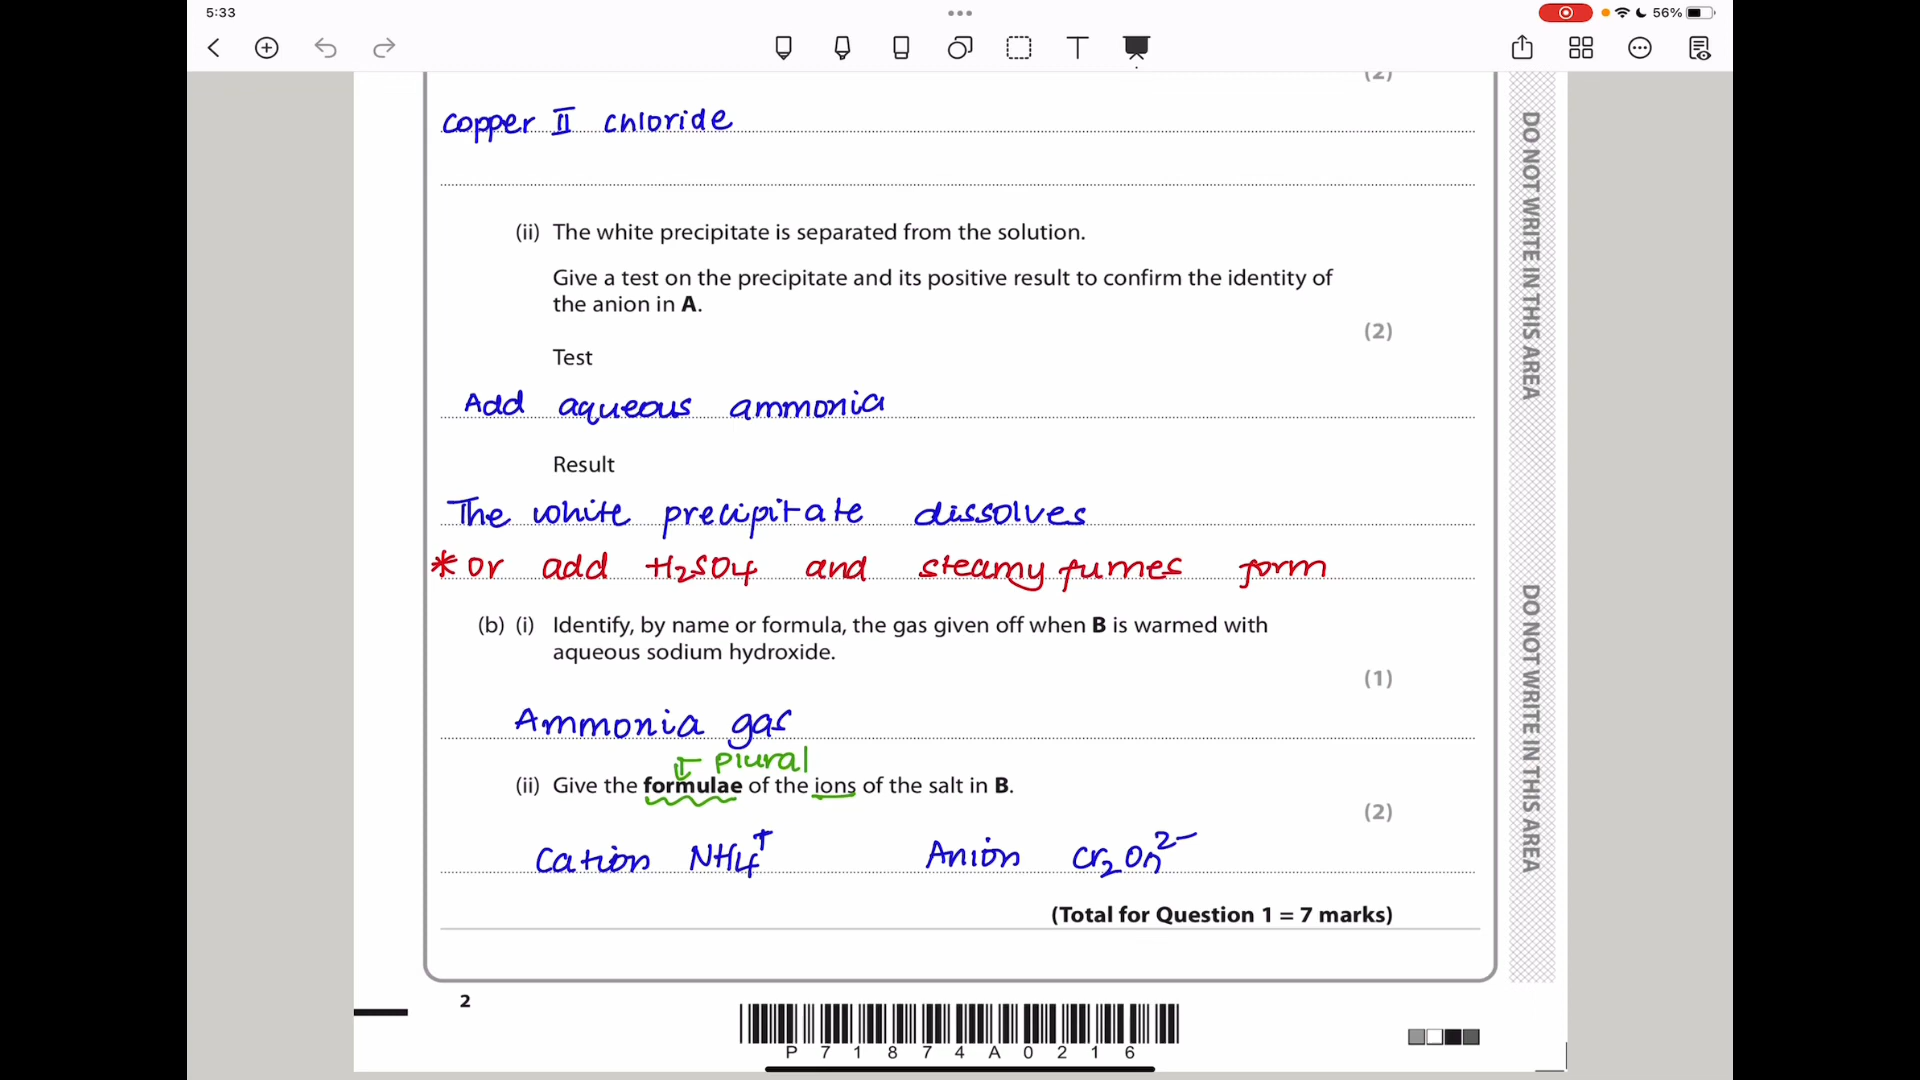 5:33
56%
(2)
copper II chloride
(ii) The white precipitate is separated from the solution.
Give a test on the precipitate and its positive result to confirm the identity of
the anion in A.
(2)
Test
Add aqueous ammonia
Result
The white precipitate dissolves
*or add H₂SO₄ and steamy fumes form
(b) (i) Identify, by name or formula, the gas given off when B is warmed with
aqueous sodium hydroxide.
(1)
Ammonia gas
plural
(ii) Give the formulae of the ions of the salt in B.
(2)
Cation NH₄⁺ Anion Cr₂O₇²⁻
(Total for Question 1 = 7 marks)
2
P 7 1 8 7 4 A 0 2 1 6
DO NOT WRITE IN THIS AREA
DO NOT WRITE IN THIS AREA